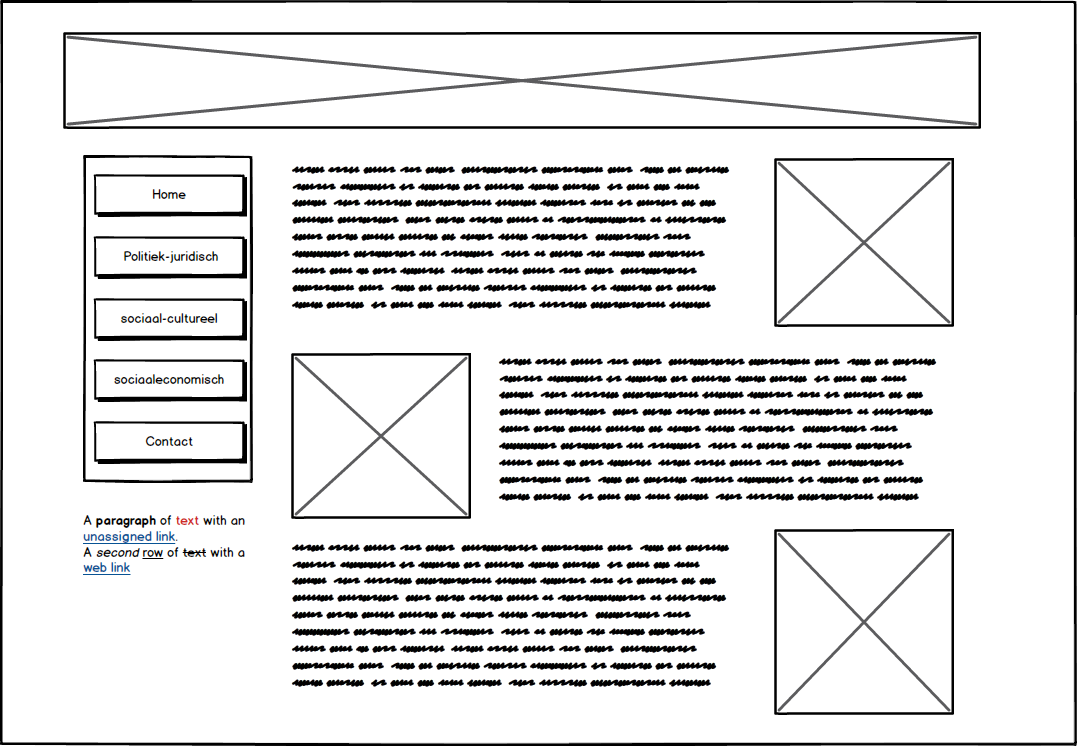 Home
Politiek-juridisch
sociaal-cultureel
sociaaleconomisch
Contact
A paragraph of text with an
unassigned link.
A second row of text with a
web link